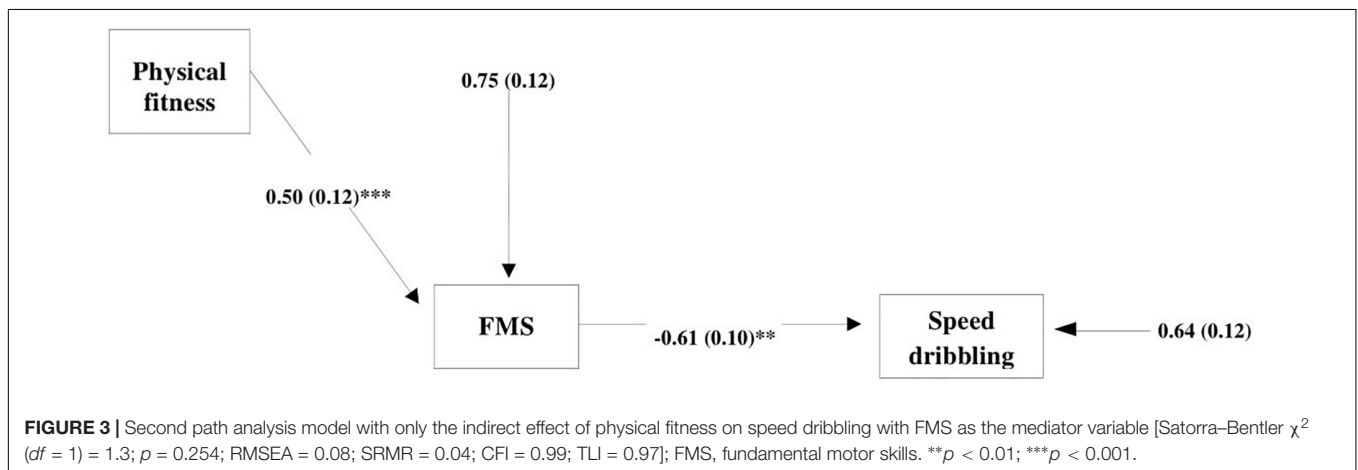 Physical
fitness
0.75 (0.12)
0.50 (0.12)***
FMS
-0.61 (0.10)**
Speed
dribbling
0.64 (0.12)
FIGURE 3 | Second path analysis model with only the indirect effect of physical fitness on speed dribbling with FMS as the mediator variable [Satorra–Bentler χ²
(df = 1) = 1.3; p = 0.254; RMSEA = 0.08; SRMR = 0.04; CFI = 0.99; TLI = 0.97]; FMS, fundamental motor skills. **p < 0.01; ***p < 0.001.